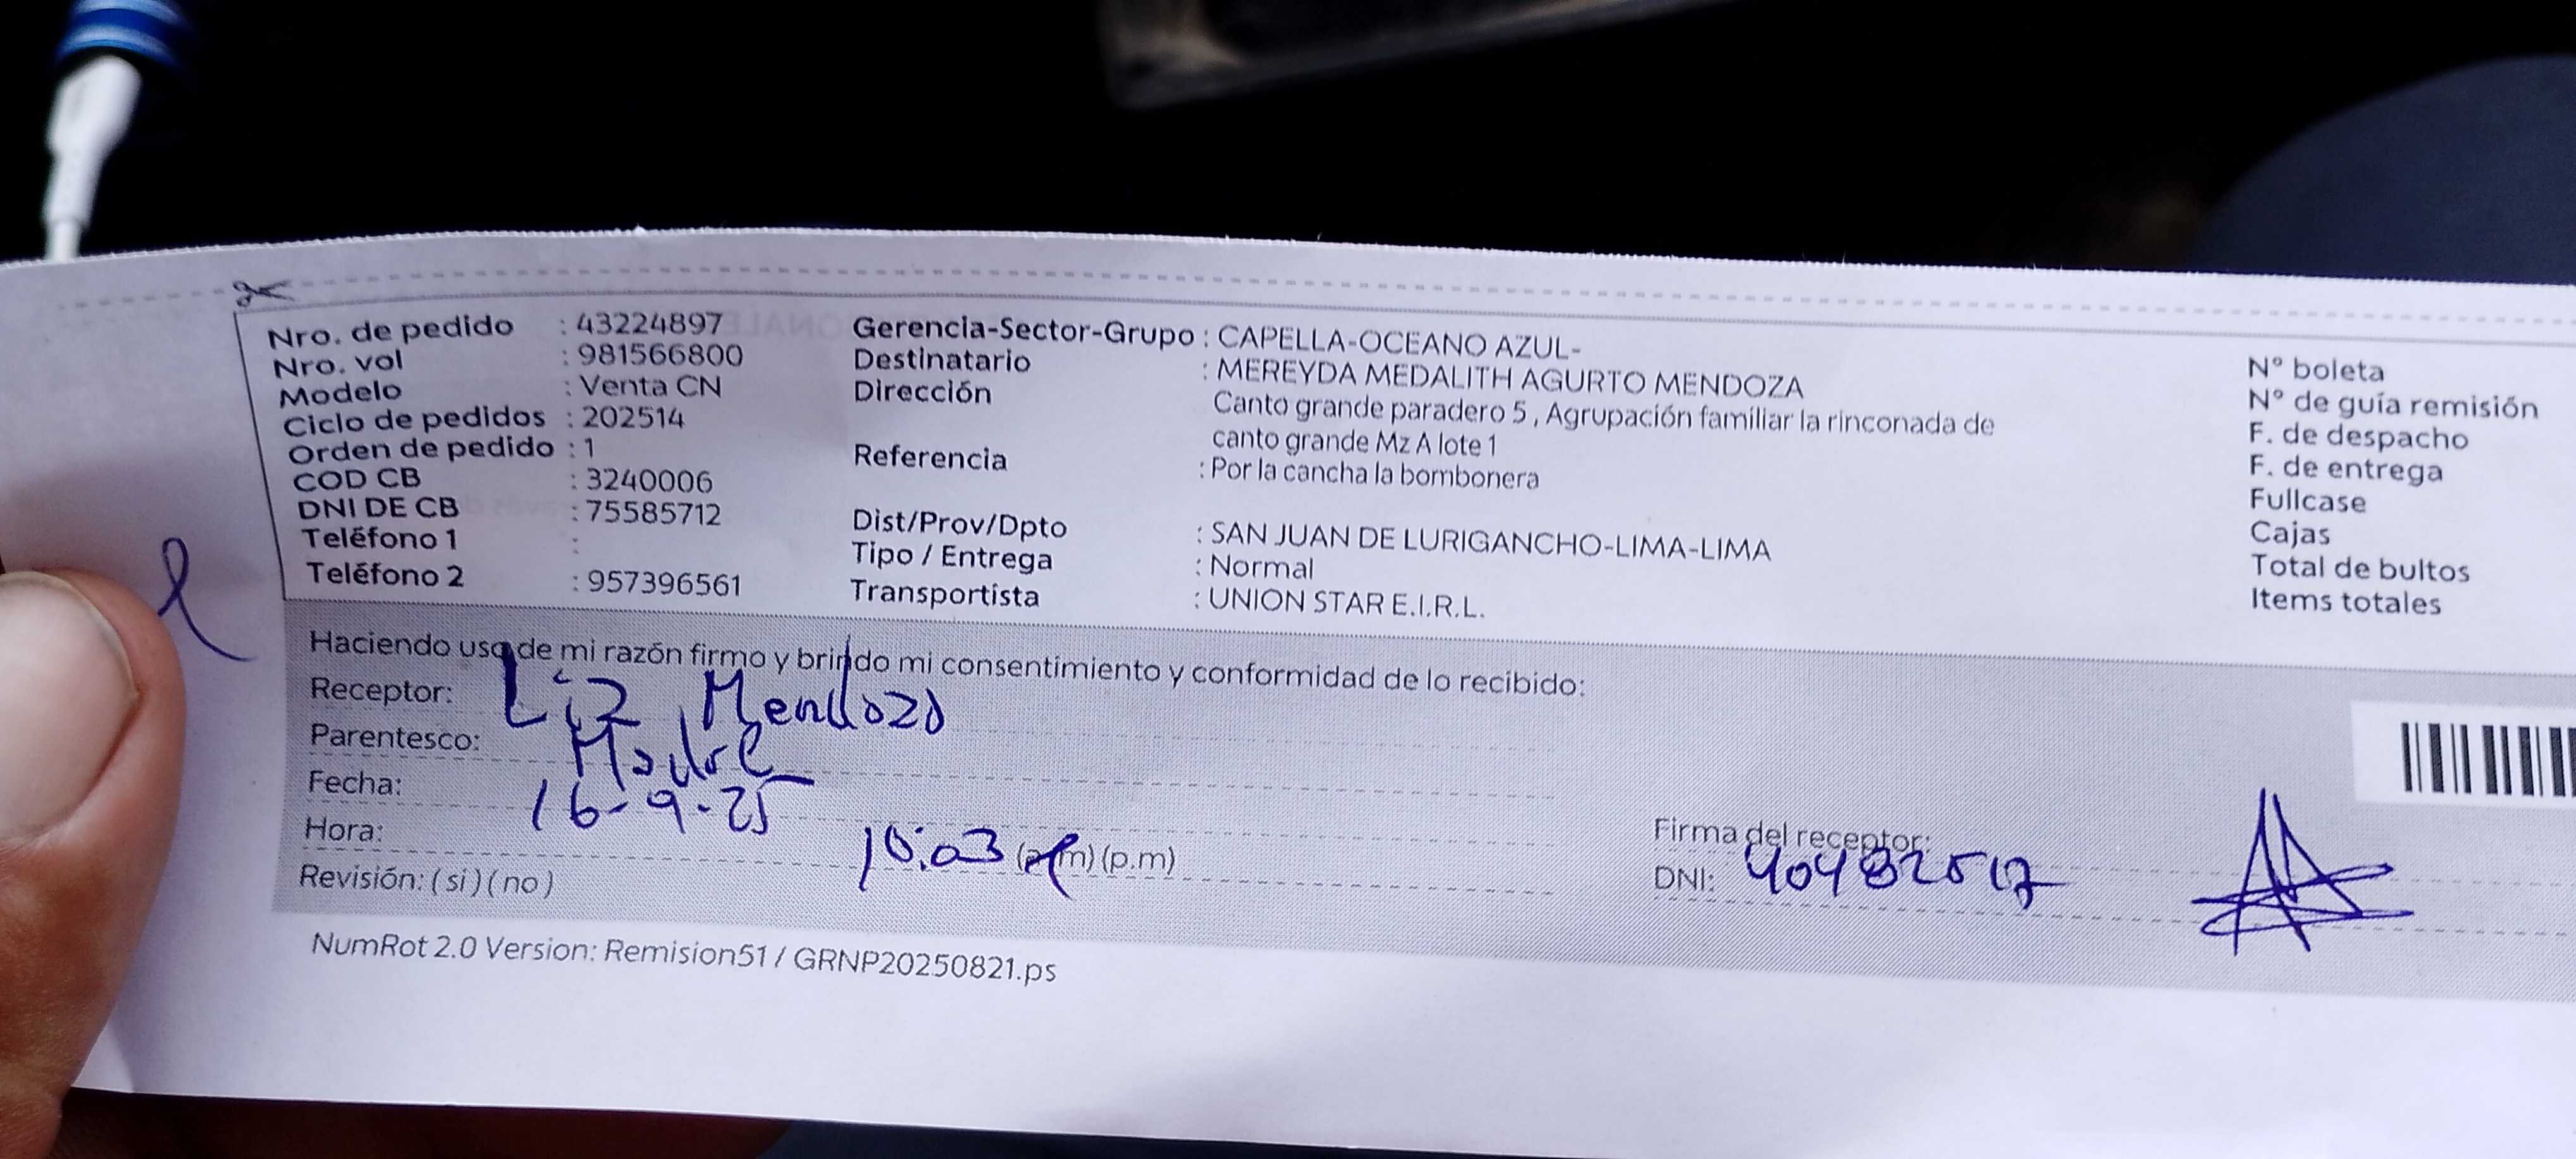 Nro. de pedido : 43224897
Nro. vol : 981566800
Modelo : Venta CN
Ciclo de pedidos : 202514
Orden de pedido : 1
COD CB : 3240006
DNI DE CB : 75585712
Teléfono 1 :
Teléfono 2 : 957396561
Gerencia-Sector-Grupo : CAPELLA-OCEANO AZUL-
Destinatario : MEREYDA MEDALITH AGURTO MENDOZA
Dirección Canto grande paradero 5 , Agrupación familiar la rinconada de
canto grande Mz A lote 1
Referencia : Por la cancha la bombonera
Dist/Prov/Dpto : SAN JUAN DE LURIGANCHO-LIMA-LIMA
Tipo / Entrega : Normal
Transportista : UNION STAR E.I.R.L.
N° boleta
N° de guía remisión
F. de despacho
F. de entrega
Fullcase
Cajas
Total de bultos
Items totales
Haciendo uso de mi razón firmo y brindo mi consentimiento y conformidad de lo recibido:
Receptor: Liz Mendoza
Parentesco: Madre
Fecha: 16-9-25
Hora: 10:03 (a.m) (p.m)
Revisión: ( si ) ( no )
Firma del receptor:
DNI: 40482517
NumRot 2.0 Version: Remision51 / GRNP20250821.ps